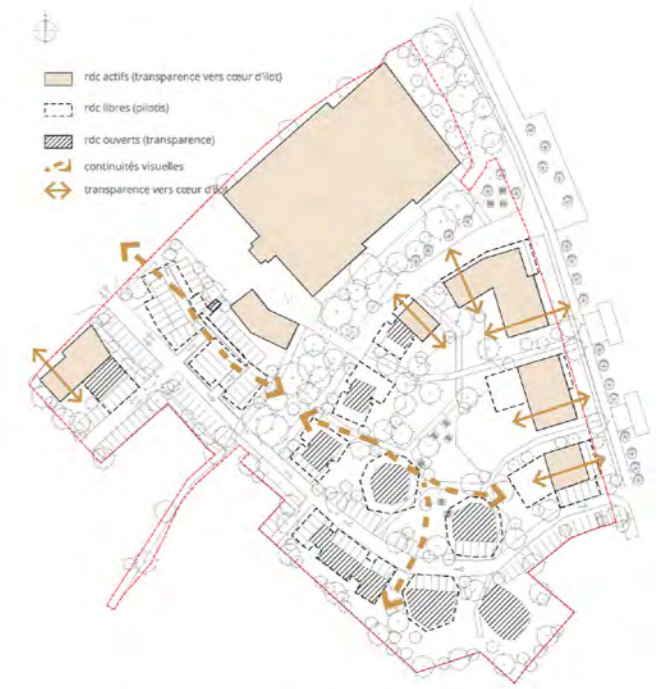 rdc actifs (transparence vers cœur d'ilot)
rdc libres (pilotis)
rdc ouverts (transparence)
continuités visuelles
transparence vers cœur d'ilot